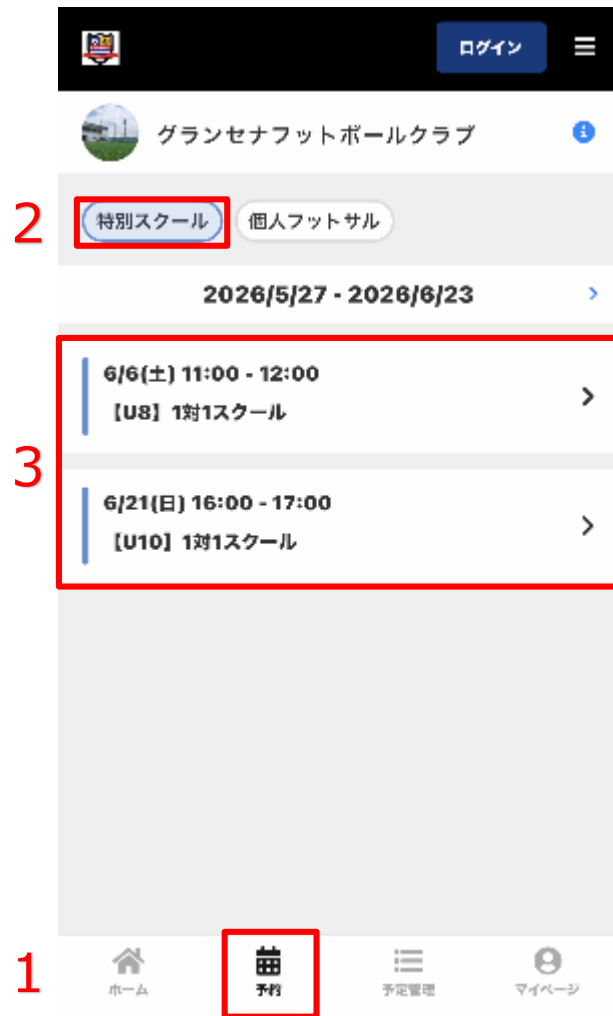 ログイン
グランセナフットボールクラブ
2
特別スクール
個人フットサル
2026/5/27 - 2026/6/23
6/6(土) 11:00 - 12:00
【U8】1対1スクール
3
6/21(日) 16:00 - 17:00
【U10】1対1スクール
1
ホーム
予約
予定管理
マイページ